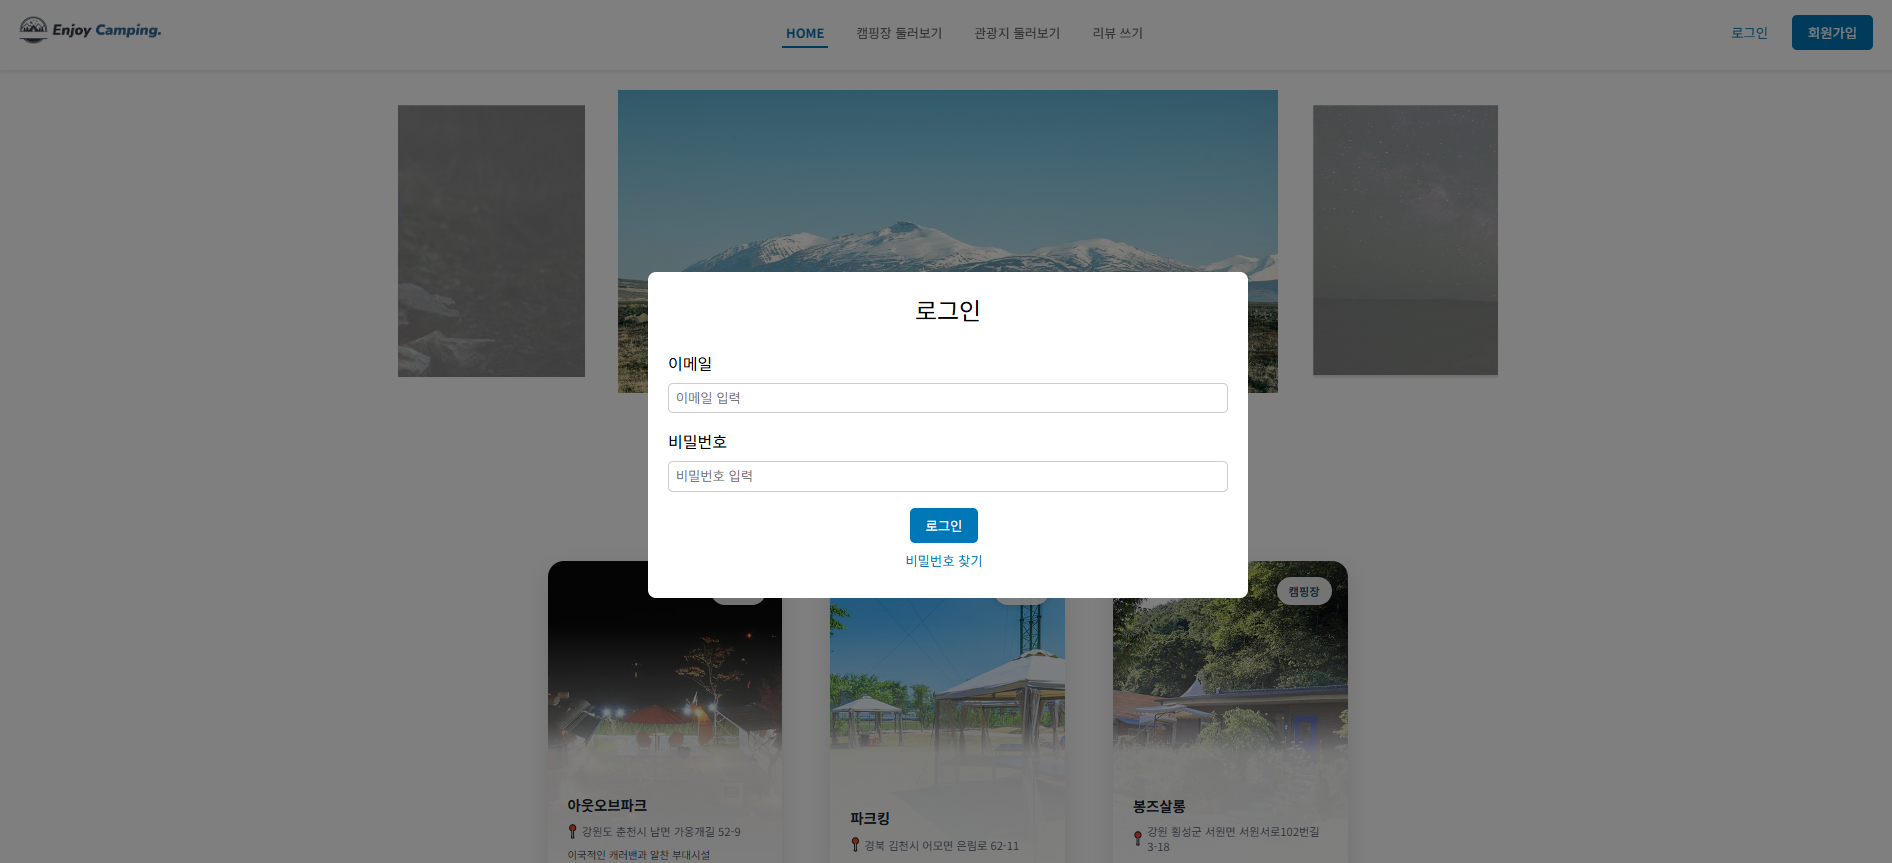 Enjoy Camping.
HOME
캠핑장 둘러보기
관광지 둘러보기
리뷰 쓰기
로그인
회원가입
로그인
이메일
이메일 입력
비밀번호
비밀번호 입력
로그인
비밀번호 찾기
캠핑장
아웃오브파크
강원도 춘천시 남면 가옹개길 52-9
이국적인 캐러밴과 알찬 부대시설
파크킹
경북 김천시 어모면 은림로 62-11
봉즈살롱
강원 횡성군 서원면 서원서로102번길
3-18